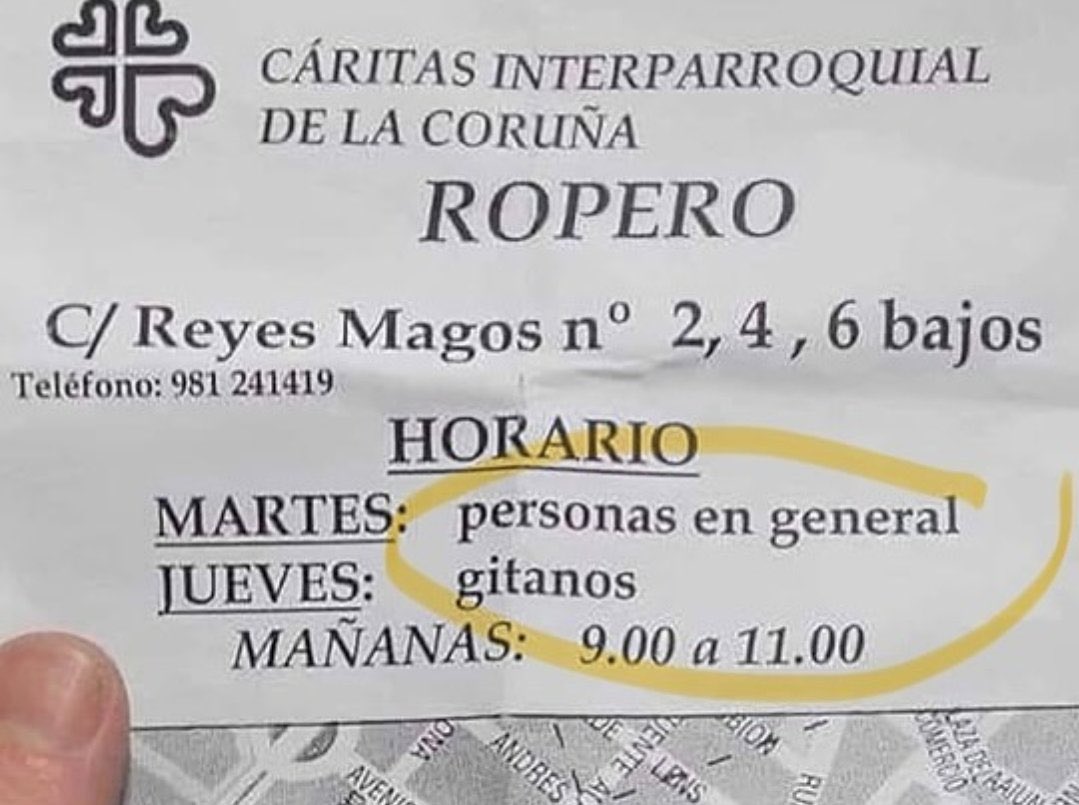 CÁRITAS INTERPARROQUIAL
DE LA CORUÑA
ROPERO
C/ Reyes Magos nº 2, 4 , 6 bajos
Teléfono: 981 241419
HORARIO
MARTES: personas en general
JUEVES: gitanos
MAÑANAS: 9.00 a 11.00
ANDRES